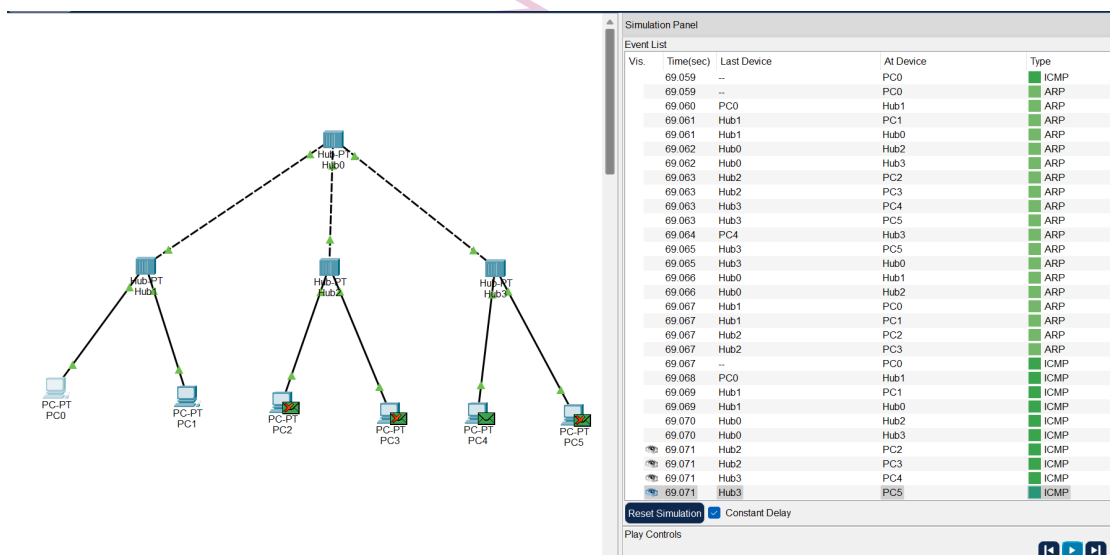 Hub-PT
Hub0
Hub-PT
Hub1
Hub-PT
Hub2
Hub-PT
Hub3
PC-PT
PC0
PC-PT
PC1
PC-PT
PC2
PC-PT
PC3
PC-PT
PC4
PC-PT
PC5
Simulation Panel
Event List
Vis. Time(sec) Last Device At Device Type
69.059 -- PC0 ICMP
69.059 -- PC0 ARP
69.060 PC0 Hub1 ARP
69.061 Hub1 PC1 ARP
69.061 Hub1 Hub0 ARP
69.062 Hub0 Hub2 ARP
69.062 Hub0 Hub3 ARP
69.063 Hub2 PC2 ARP
69.063 Hub2 PC3 ARP
69.063 Hub3 PC4 ARP
69.063 Hub3 PC5 ARP
69.064 PC4 Hub3 ARP
69.065 Hub3 PC5 ARP
69.065 Hub3 Hub0 ARP
69.066 Hub0 Hub1 ARP
69.066 Hub0 Hub2 ARP
69.067 Hub1 PC0 ARP
69.067 Hub1 PC1 ARP
69.067 Hub2 PC2 ARP
69.067 Hub2 PC3 ARP
69.067 -- PC0 ICMP
69.068 PC0 Hub1 ICMP
69.069 Hub1 PC1 ICMP
69.069 Hub1 Hub0 ICMP
69.070 Hub0 Hub2 ICMP
69.070 Hub0 Hub3 ICMP
69.071 Hub2 PC2 ICMP
69.071 Hub2 PC3 ICMP
69.071 Hub3 PC4 ICMP
69.071 Hub3 PC5 ICMP
Reset Simulation Constant Delay
Play Controls